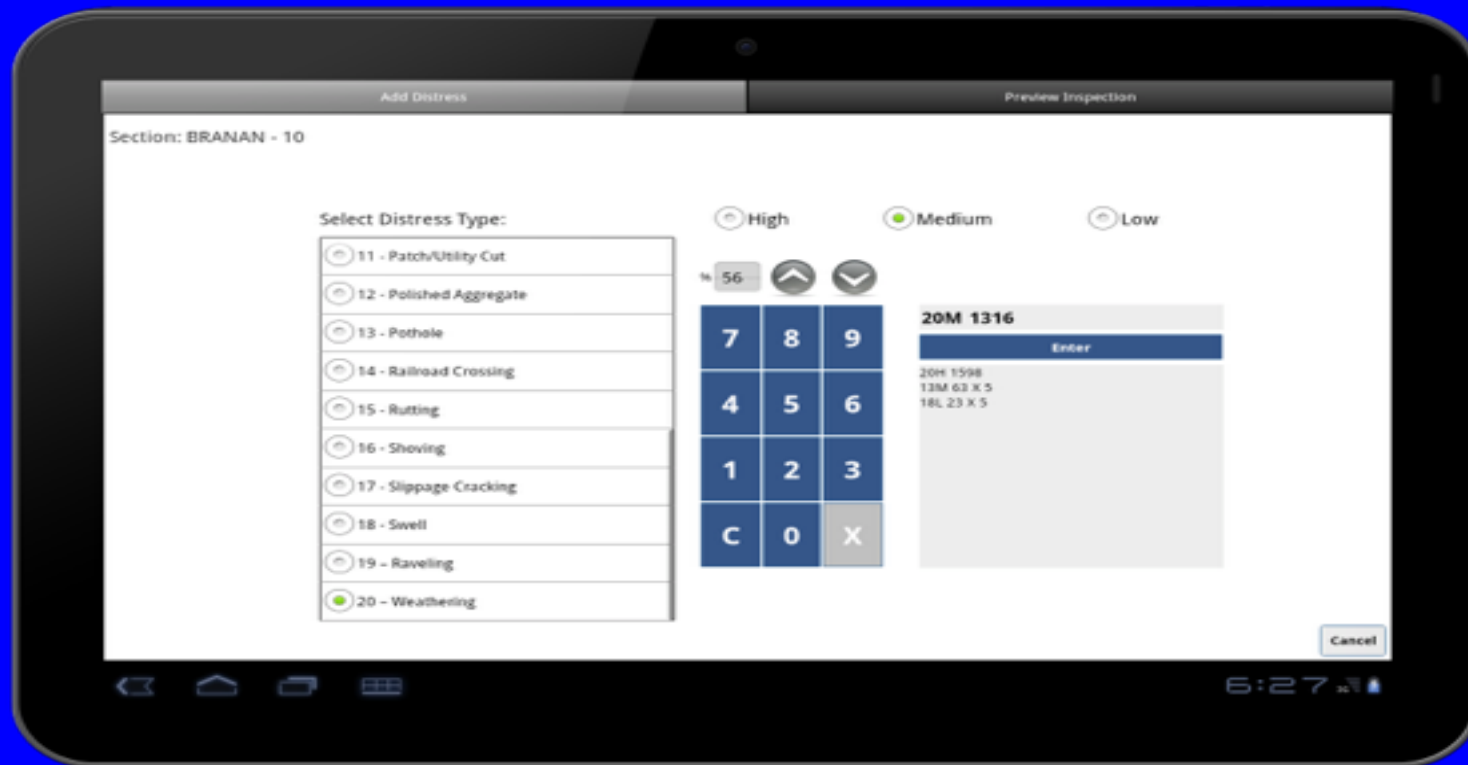 Add Distress
Preview Inspection
Section: BRANAN - 10
Select Distress Type:
High
Medium
Low
11 - Patch/Utility Cut
12 - Polished Aggregate
13 - Pothole
14 - Railroad Crossing
15 - Rutting
16 - Shoving
17 - Slippage Cracking
18 - Swell
19 – Raveling
20 – Weathering
% 56
7 8 9
4 5 6
1 2 3
C 0 X
20M 1316
Enter
20H 1598
13M 63 X 5
18L 23 X 5
Cancel
6:27 3G